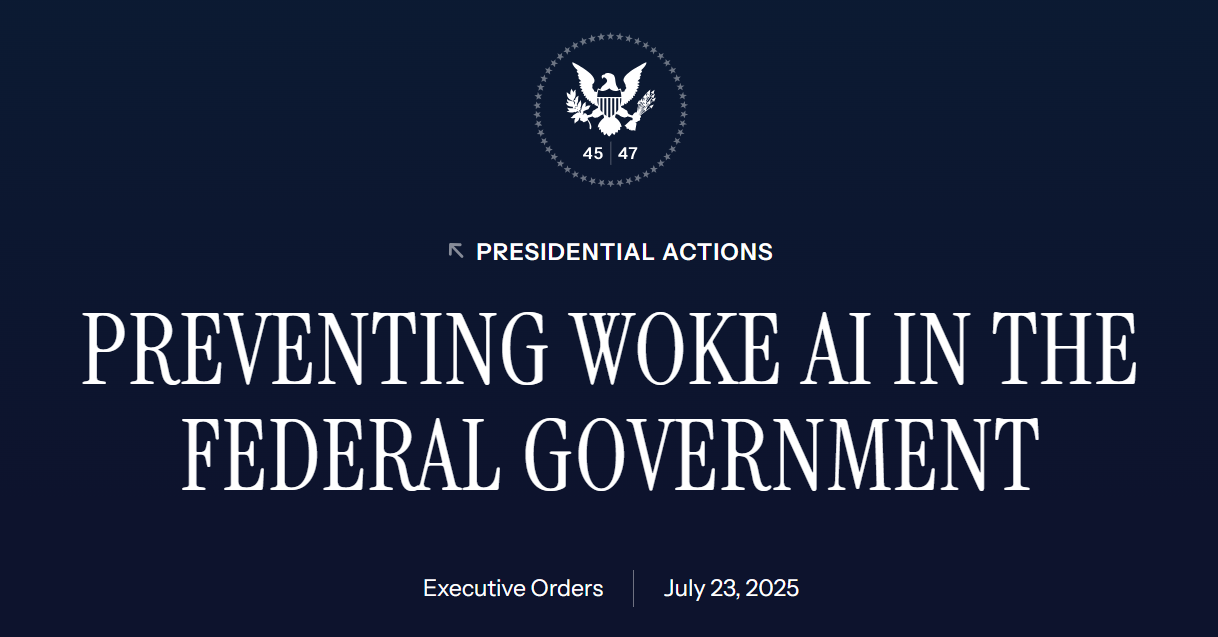 45 | 47
PRESIDENTIAL ACTIONS
PREVENTING WOKE AI IN THE
FEDERAL GOVERNMENT
Executive Orders | July 23, 2025